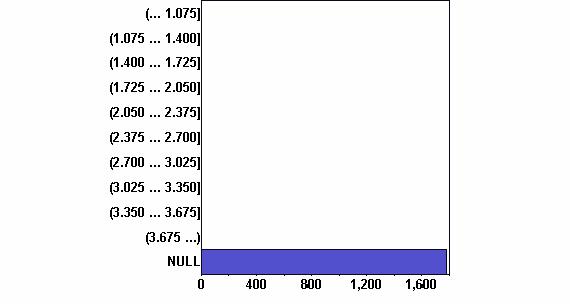 (... 1.075]
(1.075 ... 1.400]
(1.400 ... 1.725]
(1.725 ... 2.050]
(2.050 ... 2.375]
(2.375 ... 2.700]
(2.700 ... 3.025]
(3.025 ... 3.350]
(3.350 ... 3.675]
(3.675 ...)
NULL
0 400 800 1,200 1,600